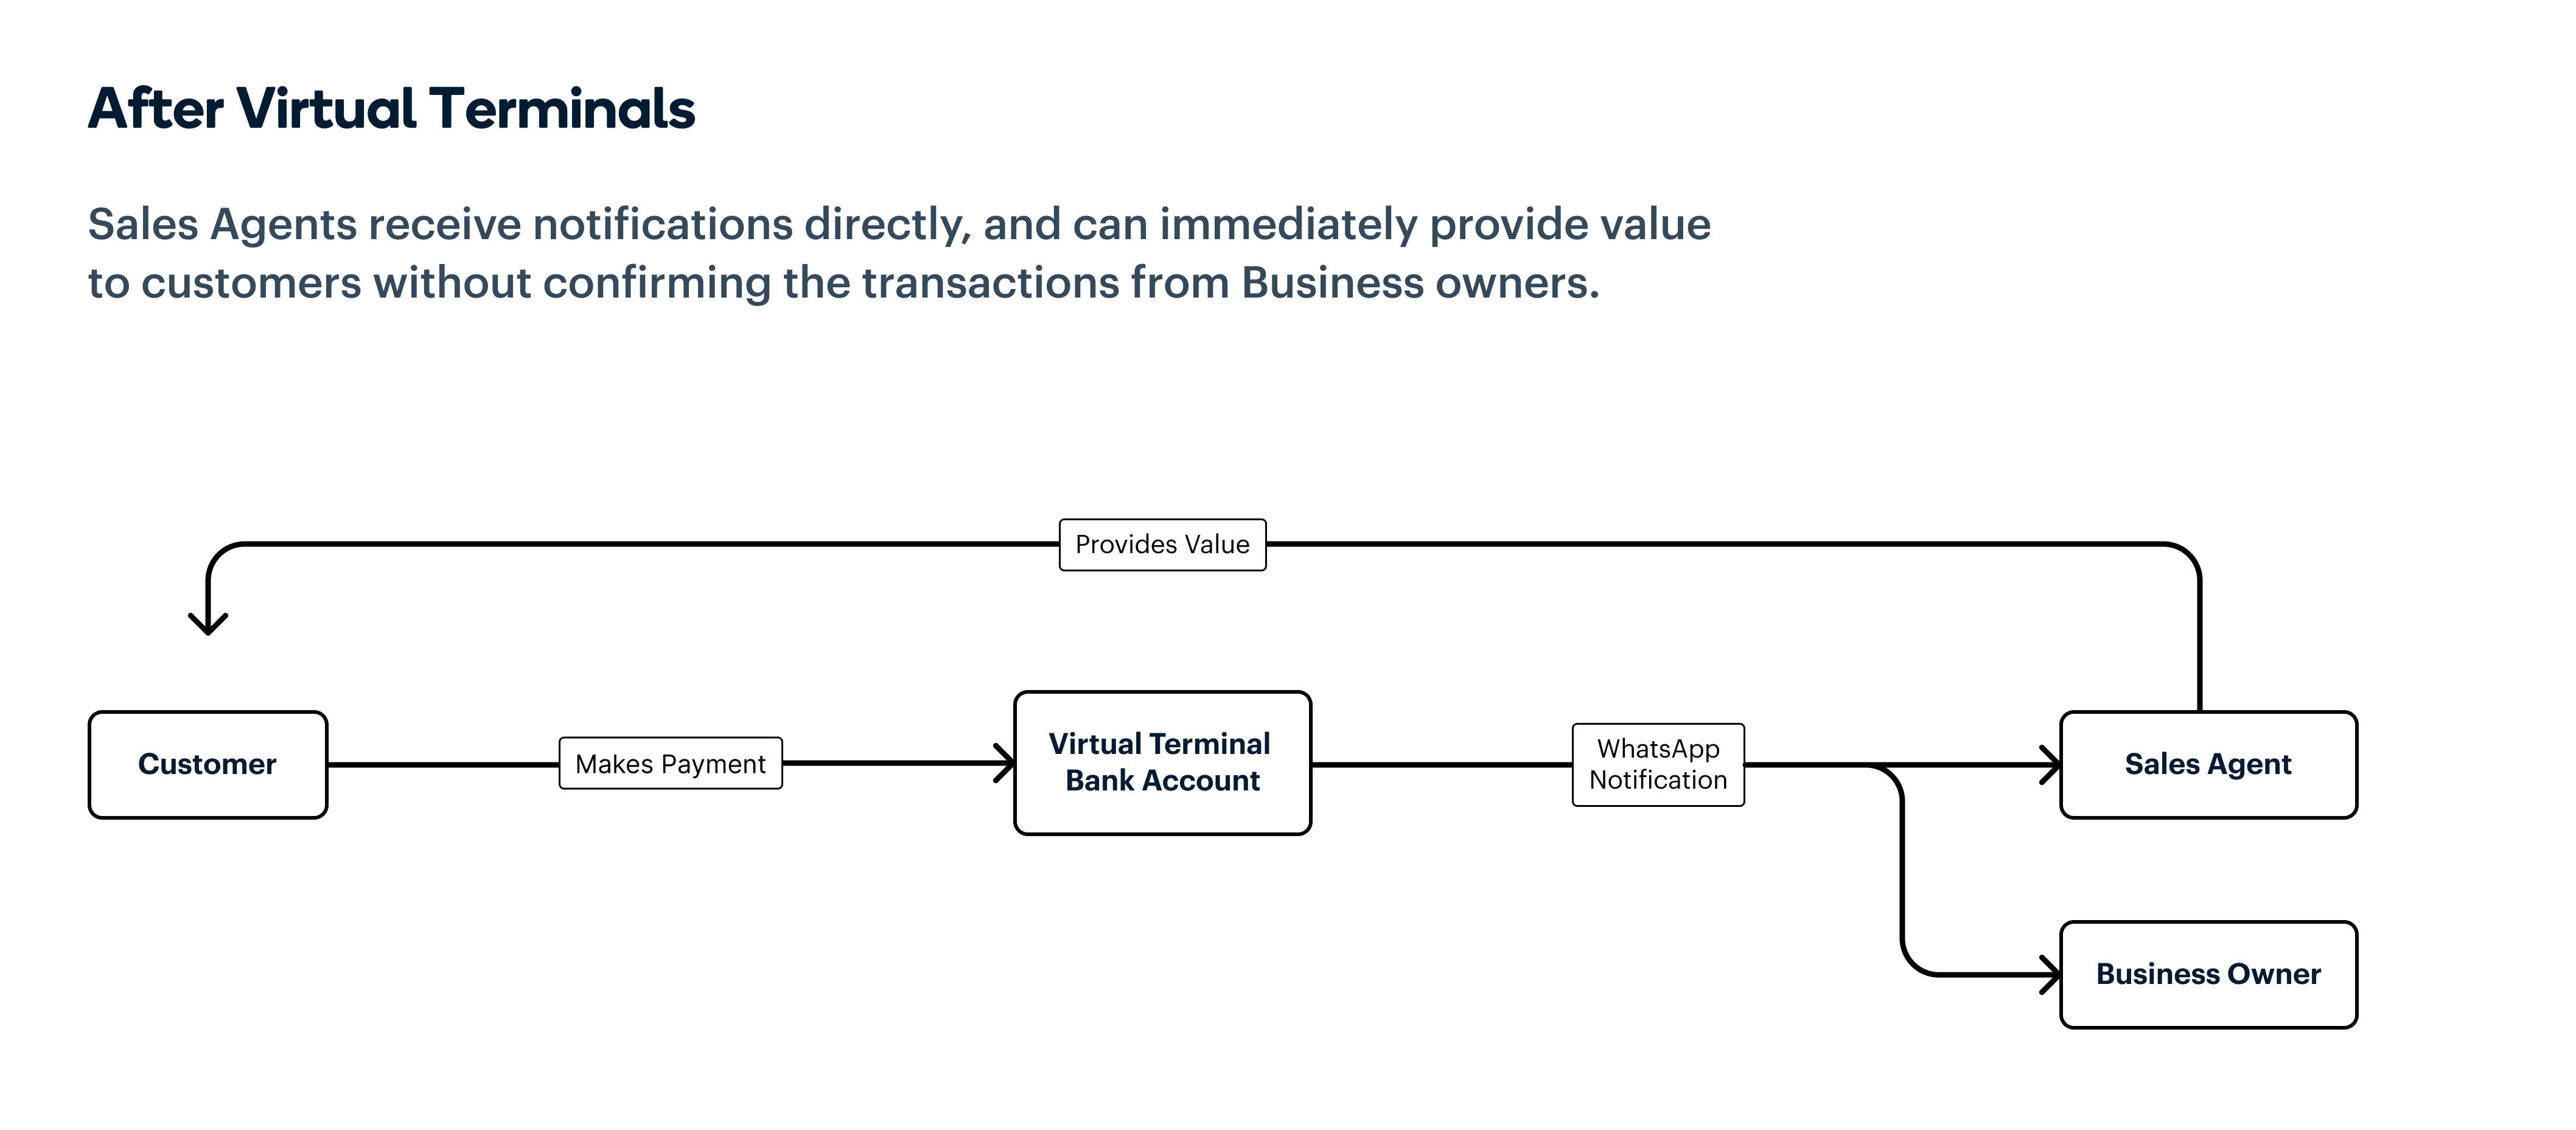 After Virtual Terminals
Sales Agents receive notifications directly, and can immediately provide value
to customers without confirming the transactions from Business owners.
Provides Value
Customer
Makes Payment
Virtual Terminal
Bank Account
WhatsApp
Notification
Sales Agent
Business Owner